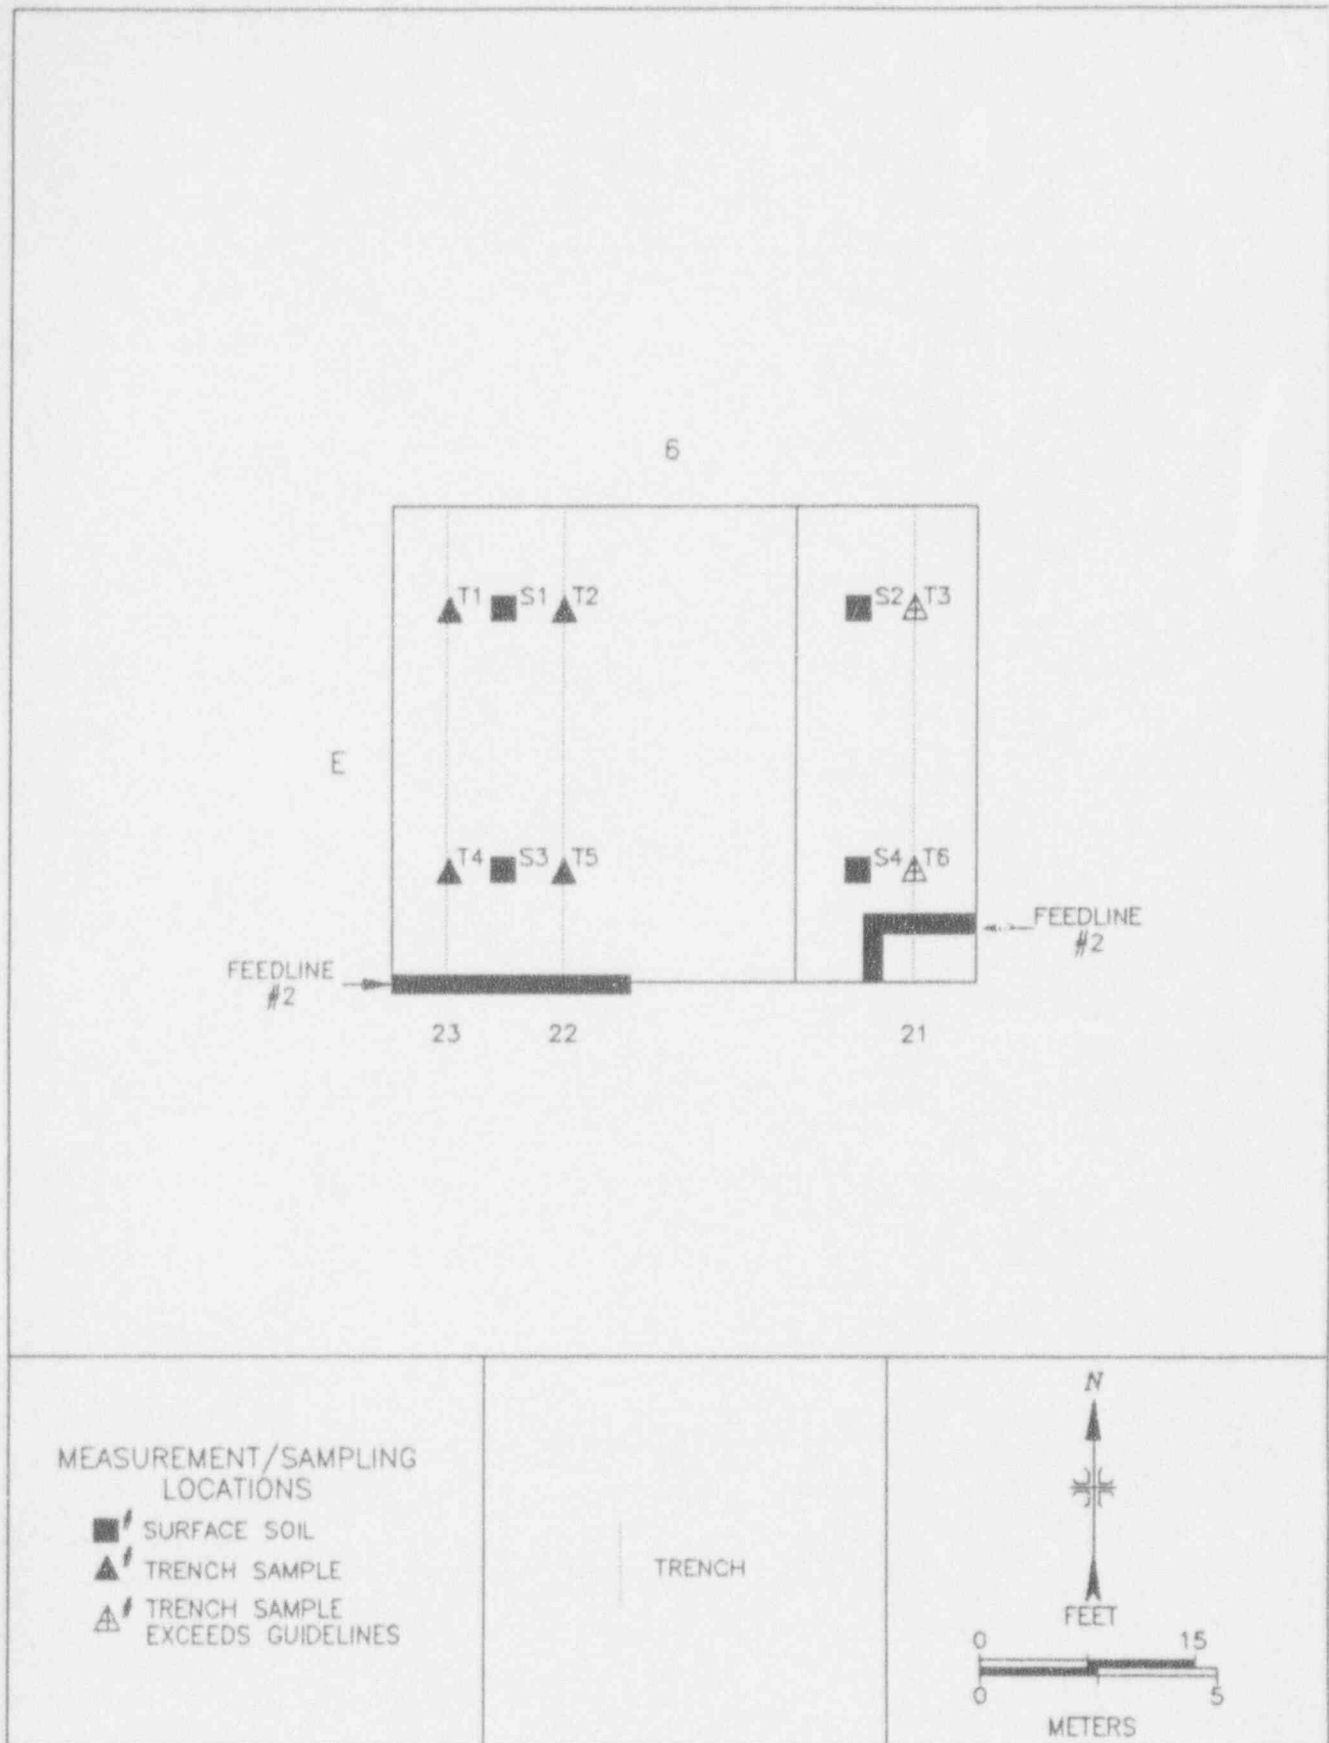 6
T1
S1
T2
S2
T3
E
T4
S3
T5
S4
T6
FEEDLINE
#2
FEEDLINE
#2
23
22
21
MEASUREMENT/SAMPLING
LOCATIONS
# SURFACE SOIL
# TRENCH SAMPLE
# TRENCH SAMPLE
EXCEEDS GUIDELINES
TRENCH
N
FEET
0 15
0 5
METERS